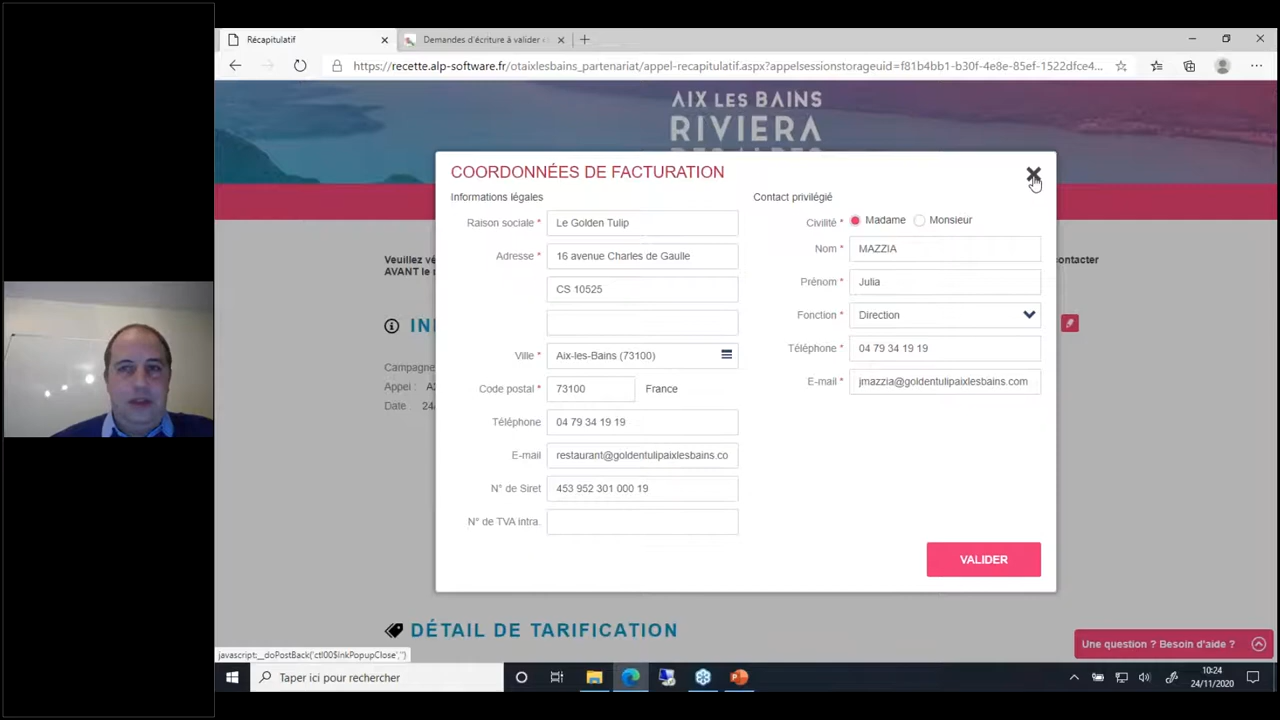 Récapitulatif
Demandes d'écriture à valider
https://recette.alp-software.fr/otaixlesbains_partenariat/appel-recapitulatif.aspx?appelsessionstorageuid=f81b4bb1-b30f-4e8e-85ef-1522dfce4...
AIX LES BAINS
RIVIERA
DES ALPES
COORDONNÉES DE FACTURATION
Informations légales
Raison sociale * Le Golden Tulip
Adresse * 16 avenue Charles de Gaulle
CS 10525
Ville * Aix-les-Bains (73100)
Code postal * 73100 France
Téléphone 04 79 34 19 19
E-mail restaurant@goldentulipaixlesbains.co
N° de Siret 453 952 301 000 19
N° de TVA intra.
Contact privilégié
Civilité * Madame Monsieur
Nom * MAZZIA
Prénom * Julia
Fonction * Direction
Téléphone * 04 79 34 19 19
E-mail * jmazzia@goldentulipaixlesbains.com
VALIDER
Veuillez vé
contacter
AVANT le
IN
Campagne
Appel : A
Date : 24/
DÉTAIL DE TARIFICATION
Une question ? Besoin d'aide ?
javascript:__doPostBack('ctl00$lnkPopupClose','')
Taper ici pour rechercher
10:24
24/11/2020